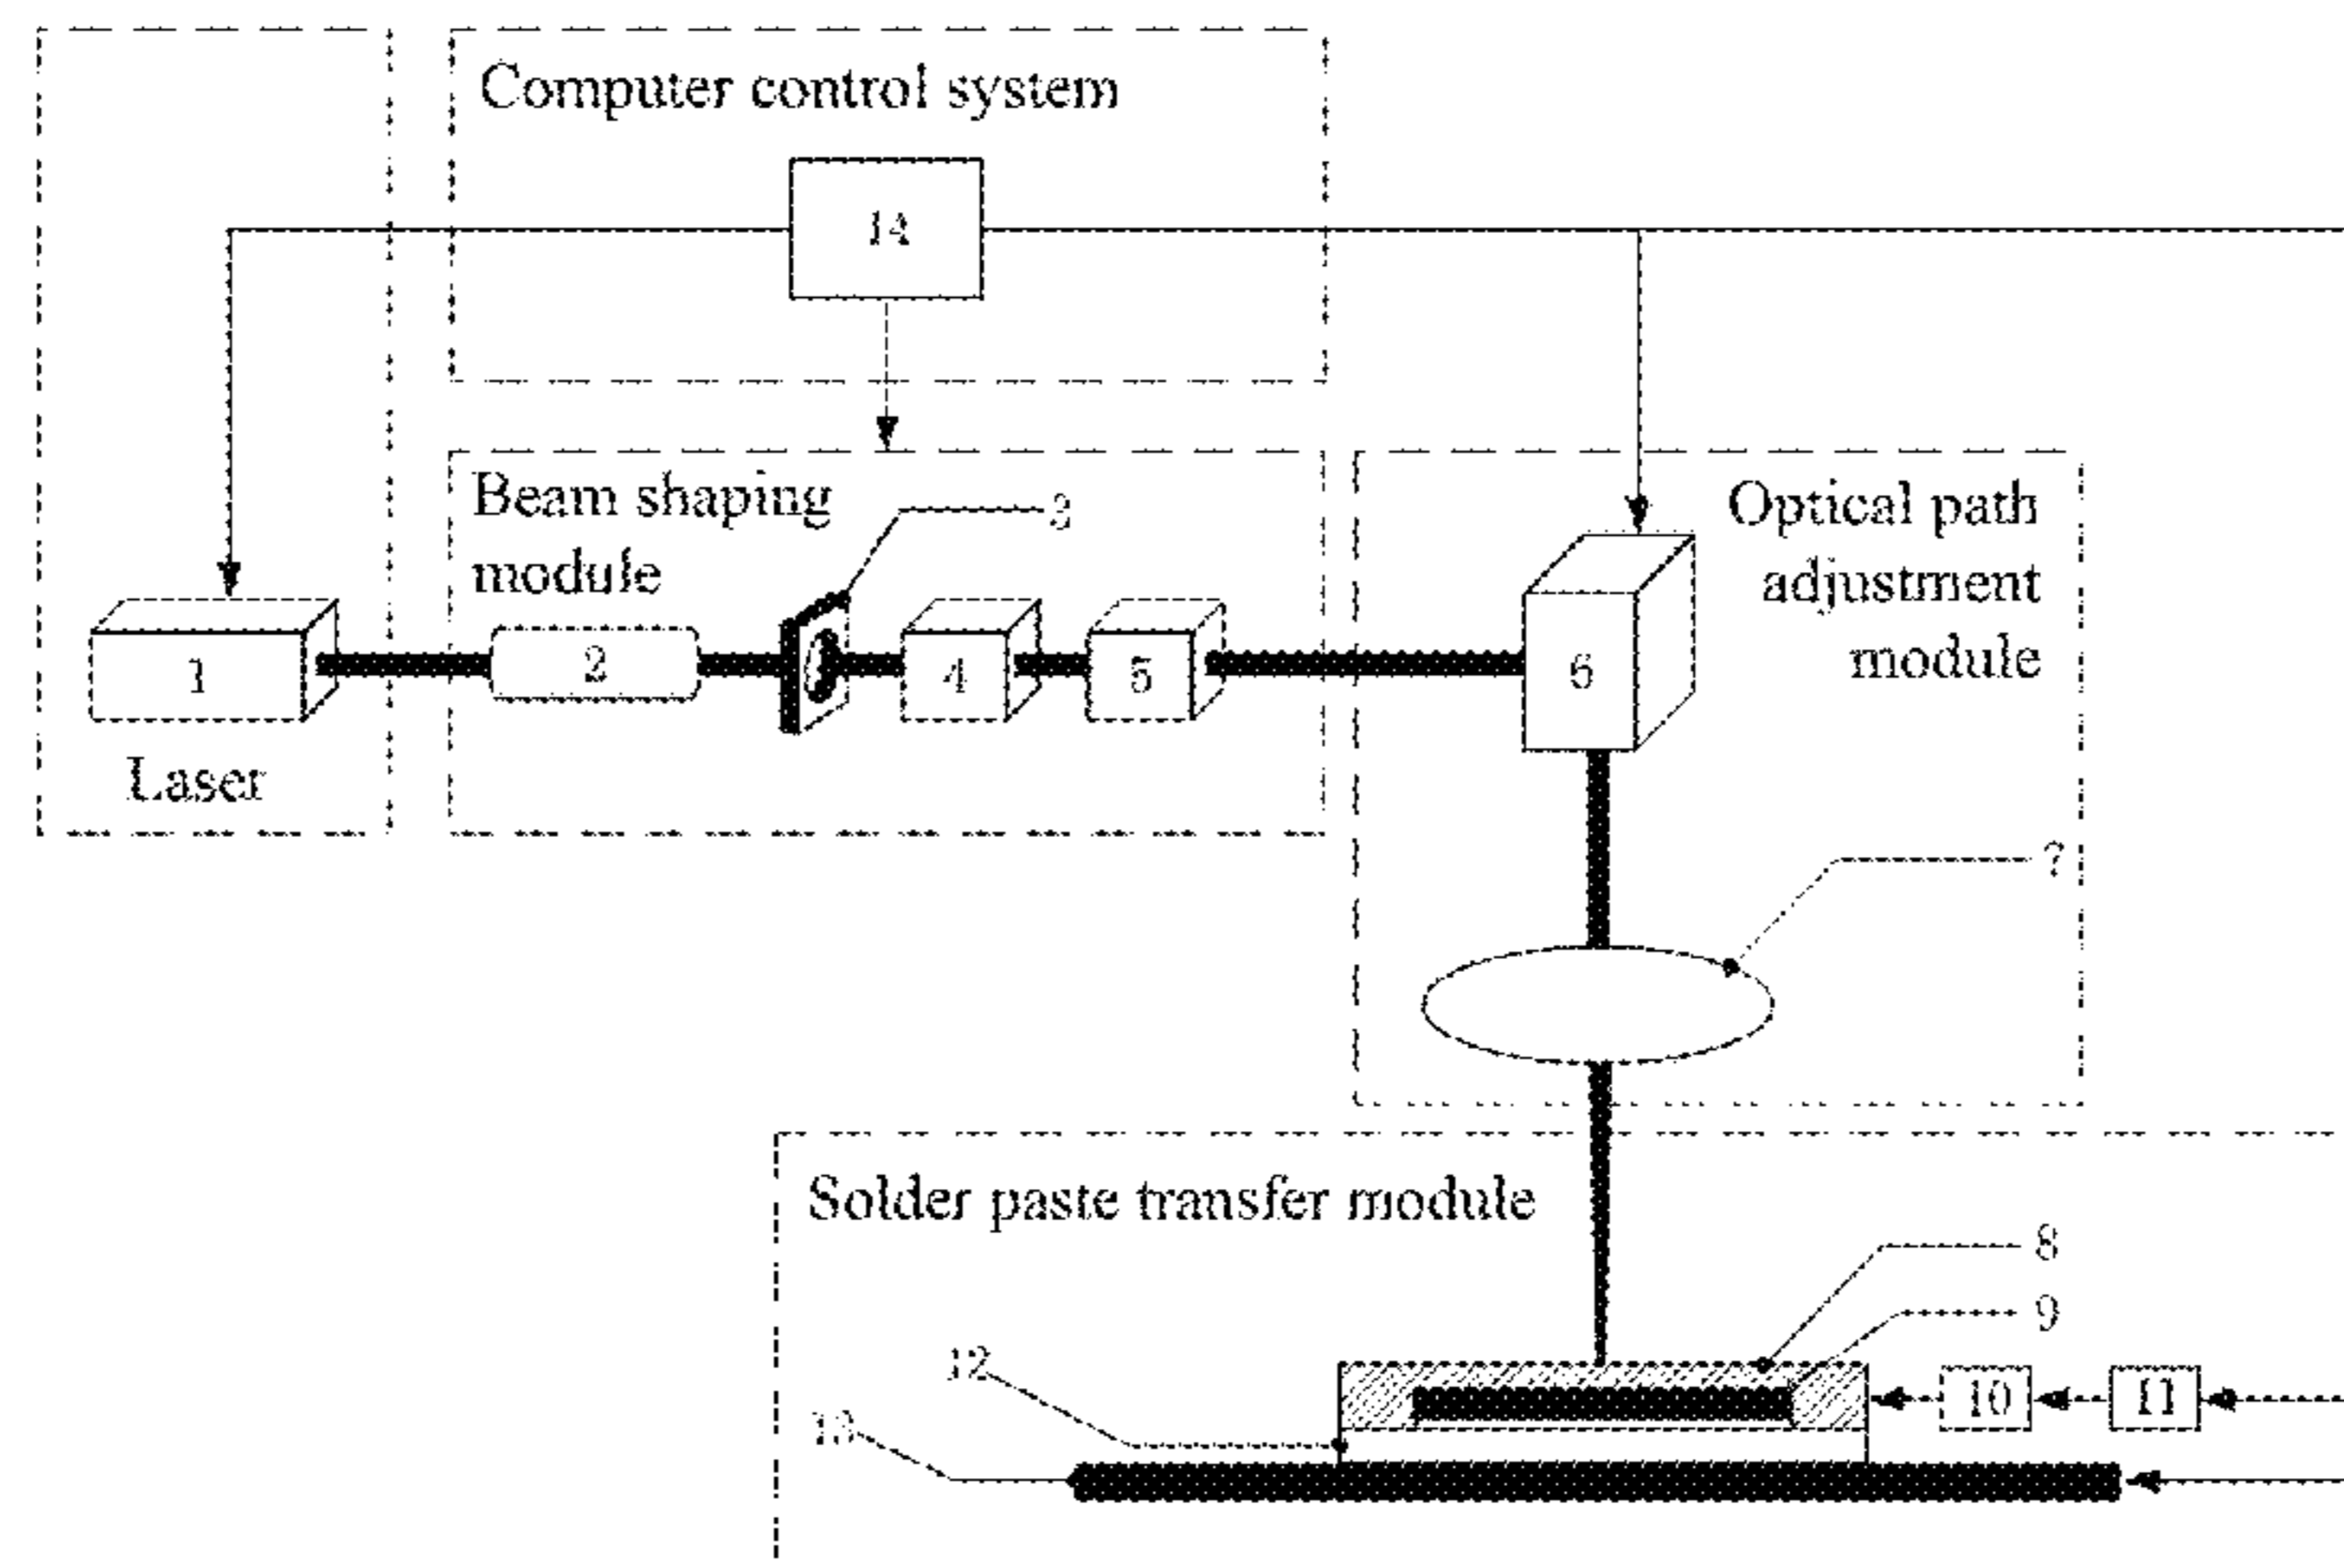 Computer control system
14
Beam shaping
module
3
Optical path
adjustment
module
1
2
4
5
6
Laser
7
Solder paste transfer module
8
9
12
10
11
13